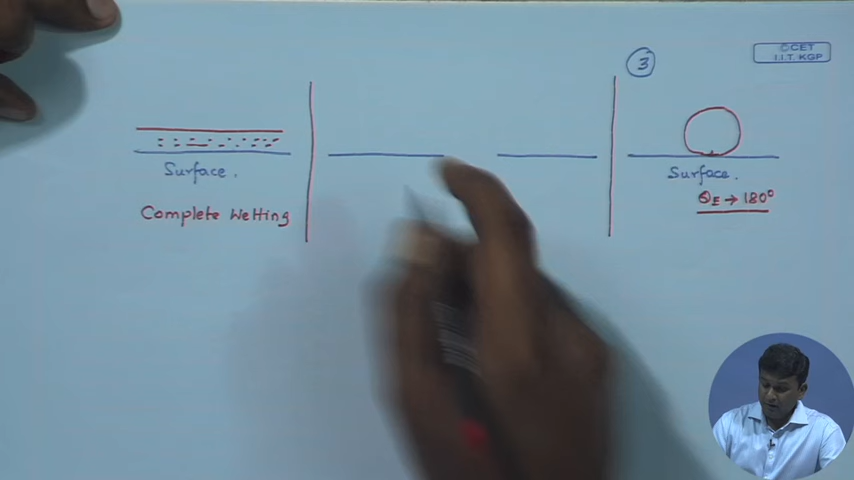 3
©CET
I.I.T. KGP
Surface.
Complete Wetting
Surface.
ΘE → 180°